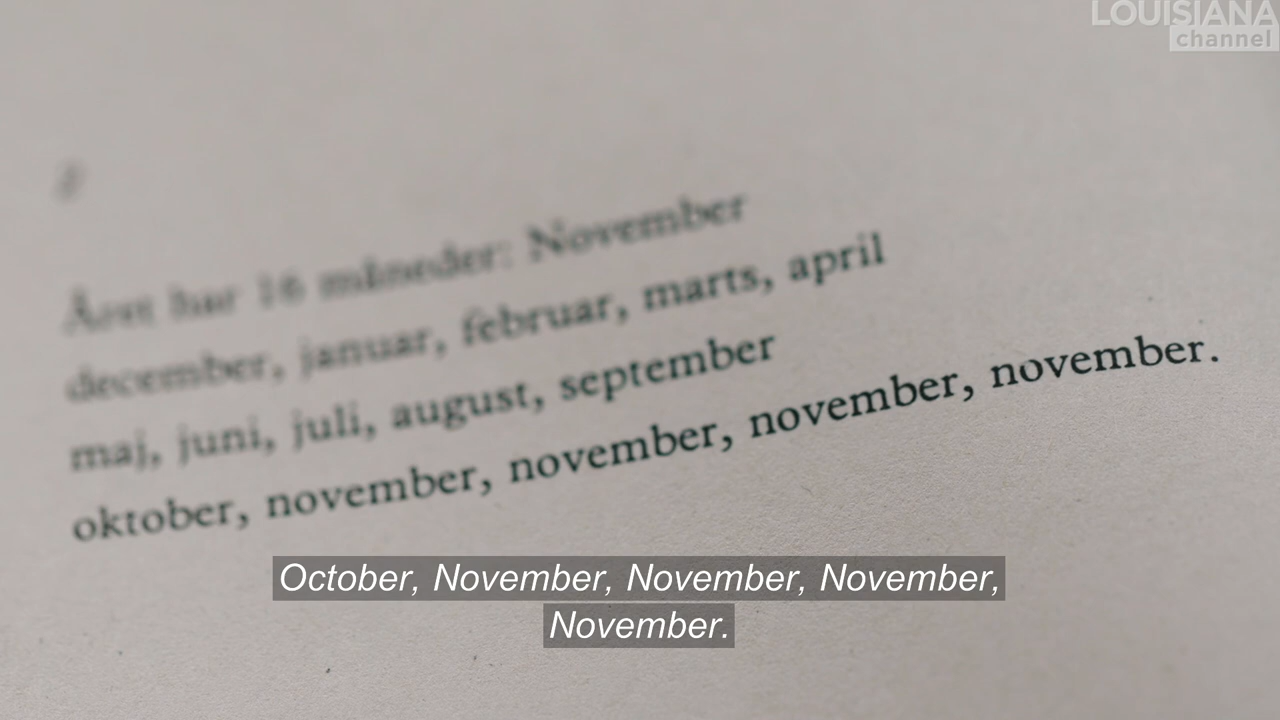 LOUISIANA
channel
Året har 16 måneder: November
december, januar, februar, marts, april
maj, juni, juli, august, september
oktober, november, november, november, november.
October, November, November, November,
November.